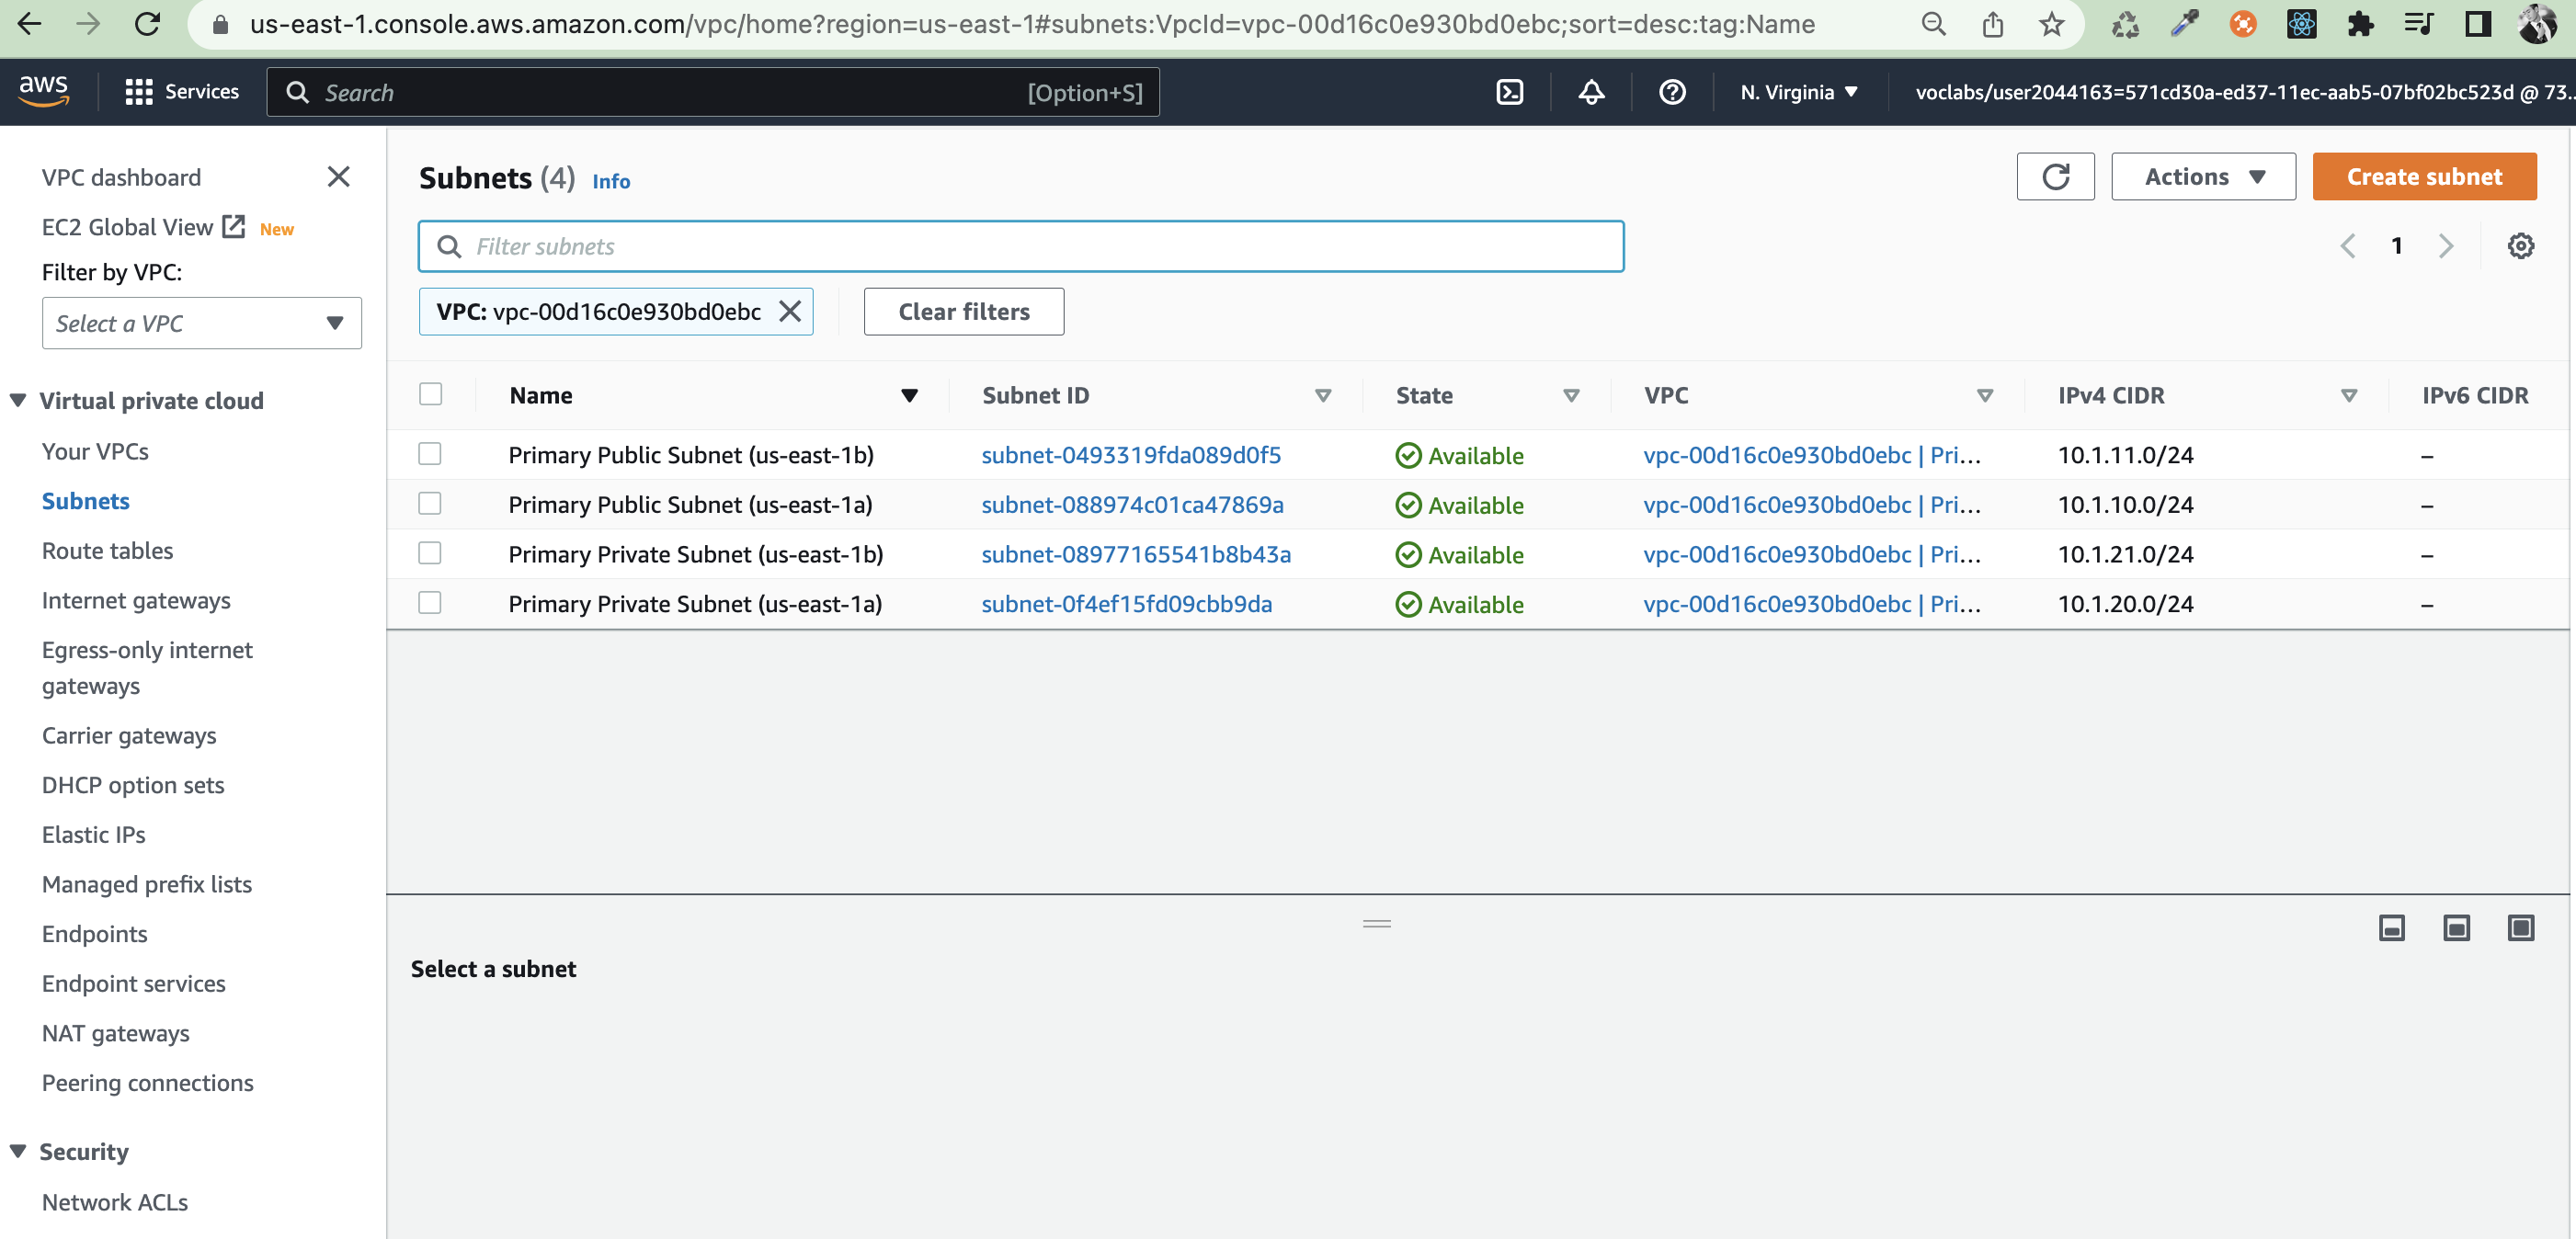 us-east-1.console.aws.amazon.com/vpc/home?region=us-east-1#subnets:VpcId=vpc-00d16c0e930bd0ebc;sort=desc:tag:Name
aws
Services
Search
[Option+S]
N. Virginia
voclabs/user2044163=571cd30a-ed37-11ec-aab5-07bf02bc523d @ 73...
VPC dashboard
EC2 Global View New
Filter by VPC:
Select a VPC
Virtual private cloud
Your VPCs
Subnets
Route tables
Internet gateways
Egress-only internet
gateways
Carrier gateways
DHCP option sets
Elastic IPs
Managed prefix lists
Endpoints
Endpoint services
NAT gateways
Peering connections
Security
Network ACLs
Subnets (4) Info
Actions
Create subnet
Filter subnets
1
VPC: vpc-00d16c0e930bd0ebc
Clear filters
Name Subnet ID State VPC IPv4 CIDR IPv6 CIDR
Primary Public Subnet (us-east-1b) subnet-0493319fda089d0f5 Available vpc-00d16c0e930bd0ebc | Pri... 10.1.11.0/24 –
Primary Public Subnet (us-east-1a) subnet-088974c01ca47869a Available vpc-00d16c0e930bd0ebc | Pri... 10.1.10.0/24 –
Primary Private Subnet (us-east-1b) subnet-08977165541b8b43a Available vpc-00d16c0e930bd0ebc | Pri... 10.1.21.0/24 –
Primary Private Subnet (us-east-1a) subnet-0f4ef15fd09cbb9da Available vpc-00d16c0e930bd0ebc | Pri... 10.1.20.0/24 –
Select a subnet